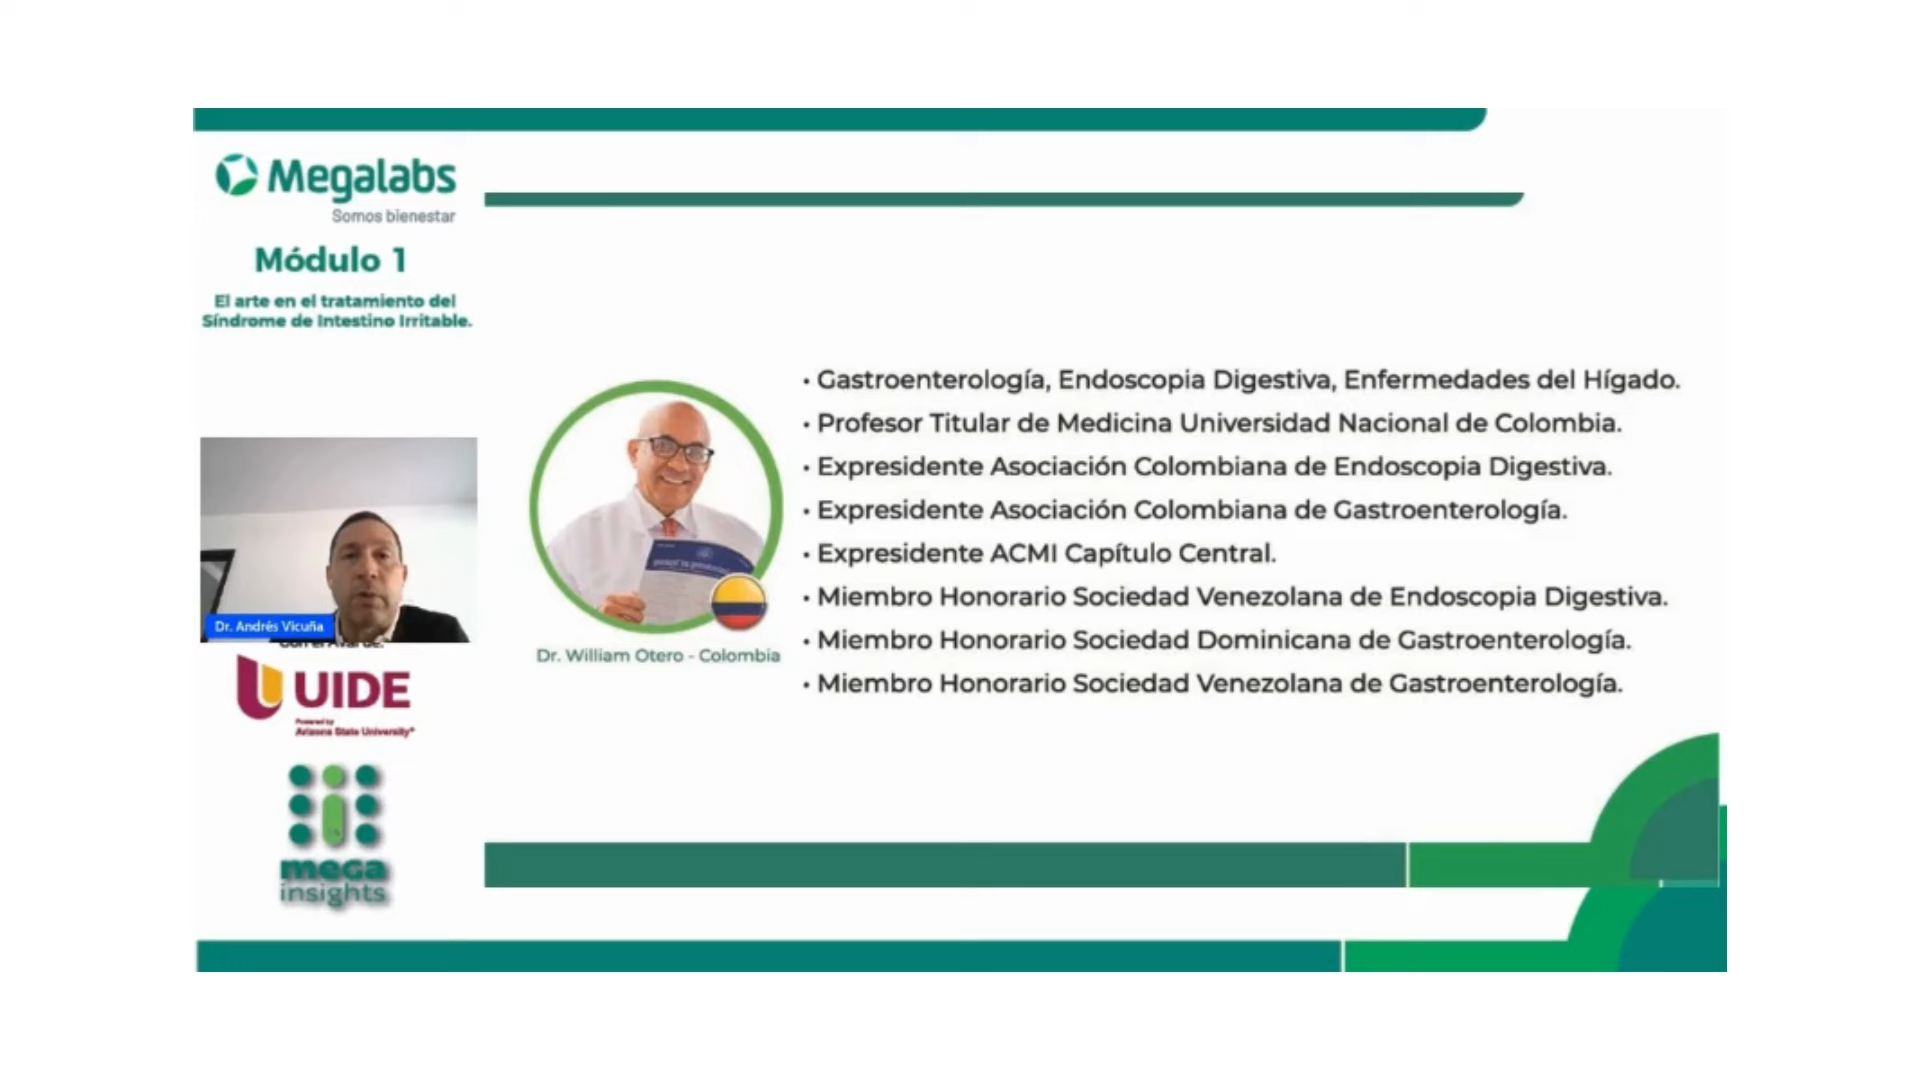 Megalabs
Somos bienestar
Módulo 1
El arte en el tratamiento del
Síndrome de Intestino Irritable.
Dr. Andrés Vicuña
UIDE
Powered by
Arizona State University®
mega
insights
Dr. William Otero - Colombia
• Gastroenterología, Endoscopia Digestiva, Enfermedades del Hígado.
• Profesor Titular de Medicina Universidad Nacional de Colombia.
• Expresidente Asociación Colombiana de Endoscopia Digestiva.
• Expresidente Asociación Colombiana de Gastroenterología.
• Expresidente ACMI Capítulo Central.
• Miembro Honorario Sociedad Venezolana de Endoscopia Digestiva.
• Miembro Honorario Sociedad Dominicana de Gastroenterología.
• Miembro Honorario Sociedad Venezolana de Gastroenterología.